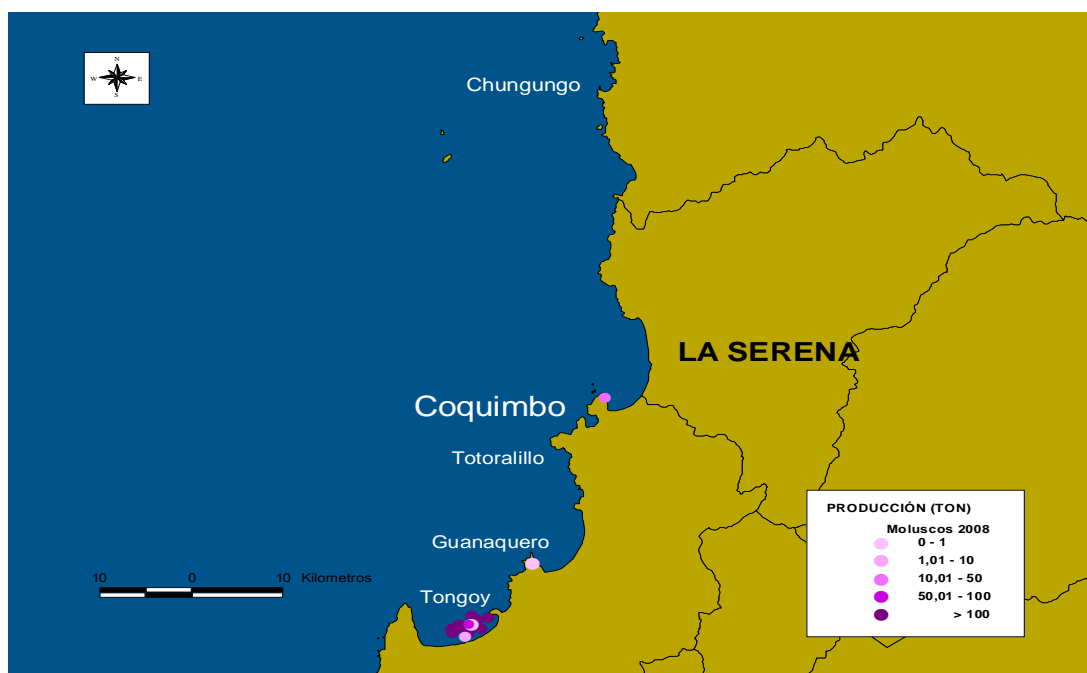 N
W E
S
Chungungo
LA SERENA
Coquimbo
Totoralillo
Guanaquero
10 0 10 Kilometros
Tongoy
PRODUCCIÓN (TON)
Moluscos 2008
0 - 1
1,01 - 10
10,01 - 50
50,01 - 100
> 100